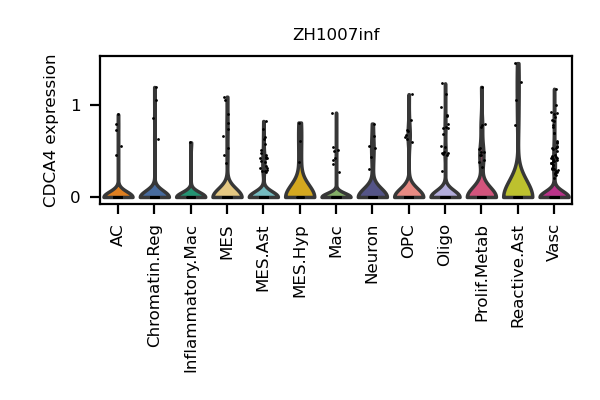 ZH1007inf
CDCA4 expression
1
0
AC
Chromatin.Reg
Inflammatory.Mac
MES
MES.Ast
MES.Hyp
Mac
Neuron
OPC
Oligo
Prolif.Metab
Reactive.Ast
Vasc